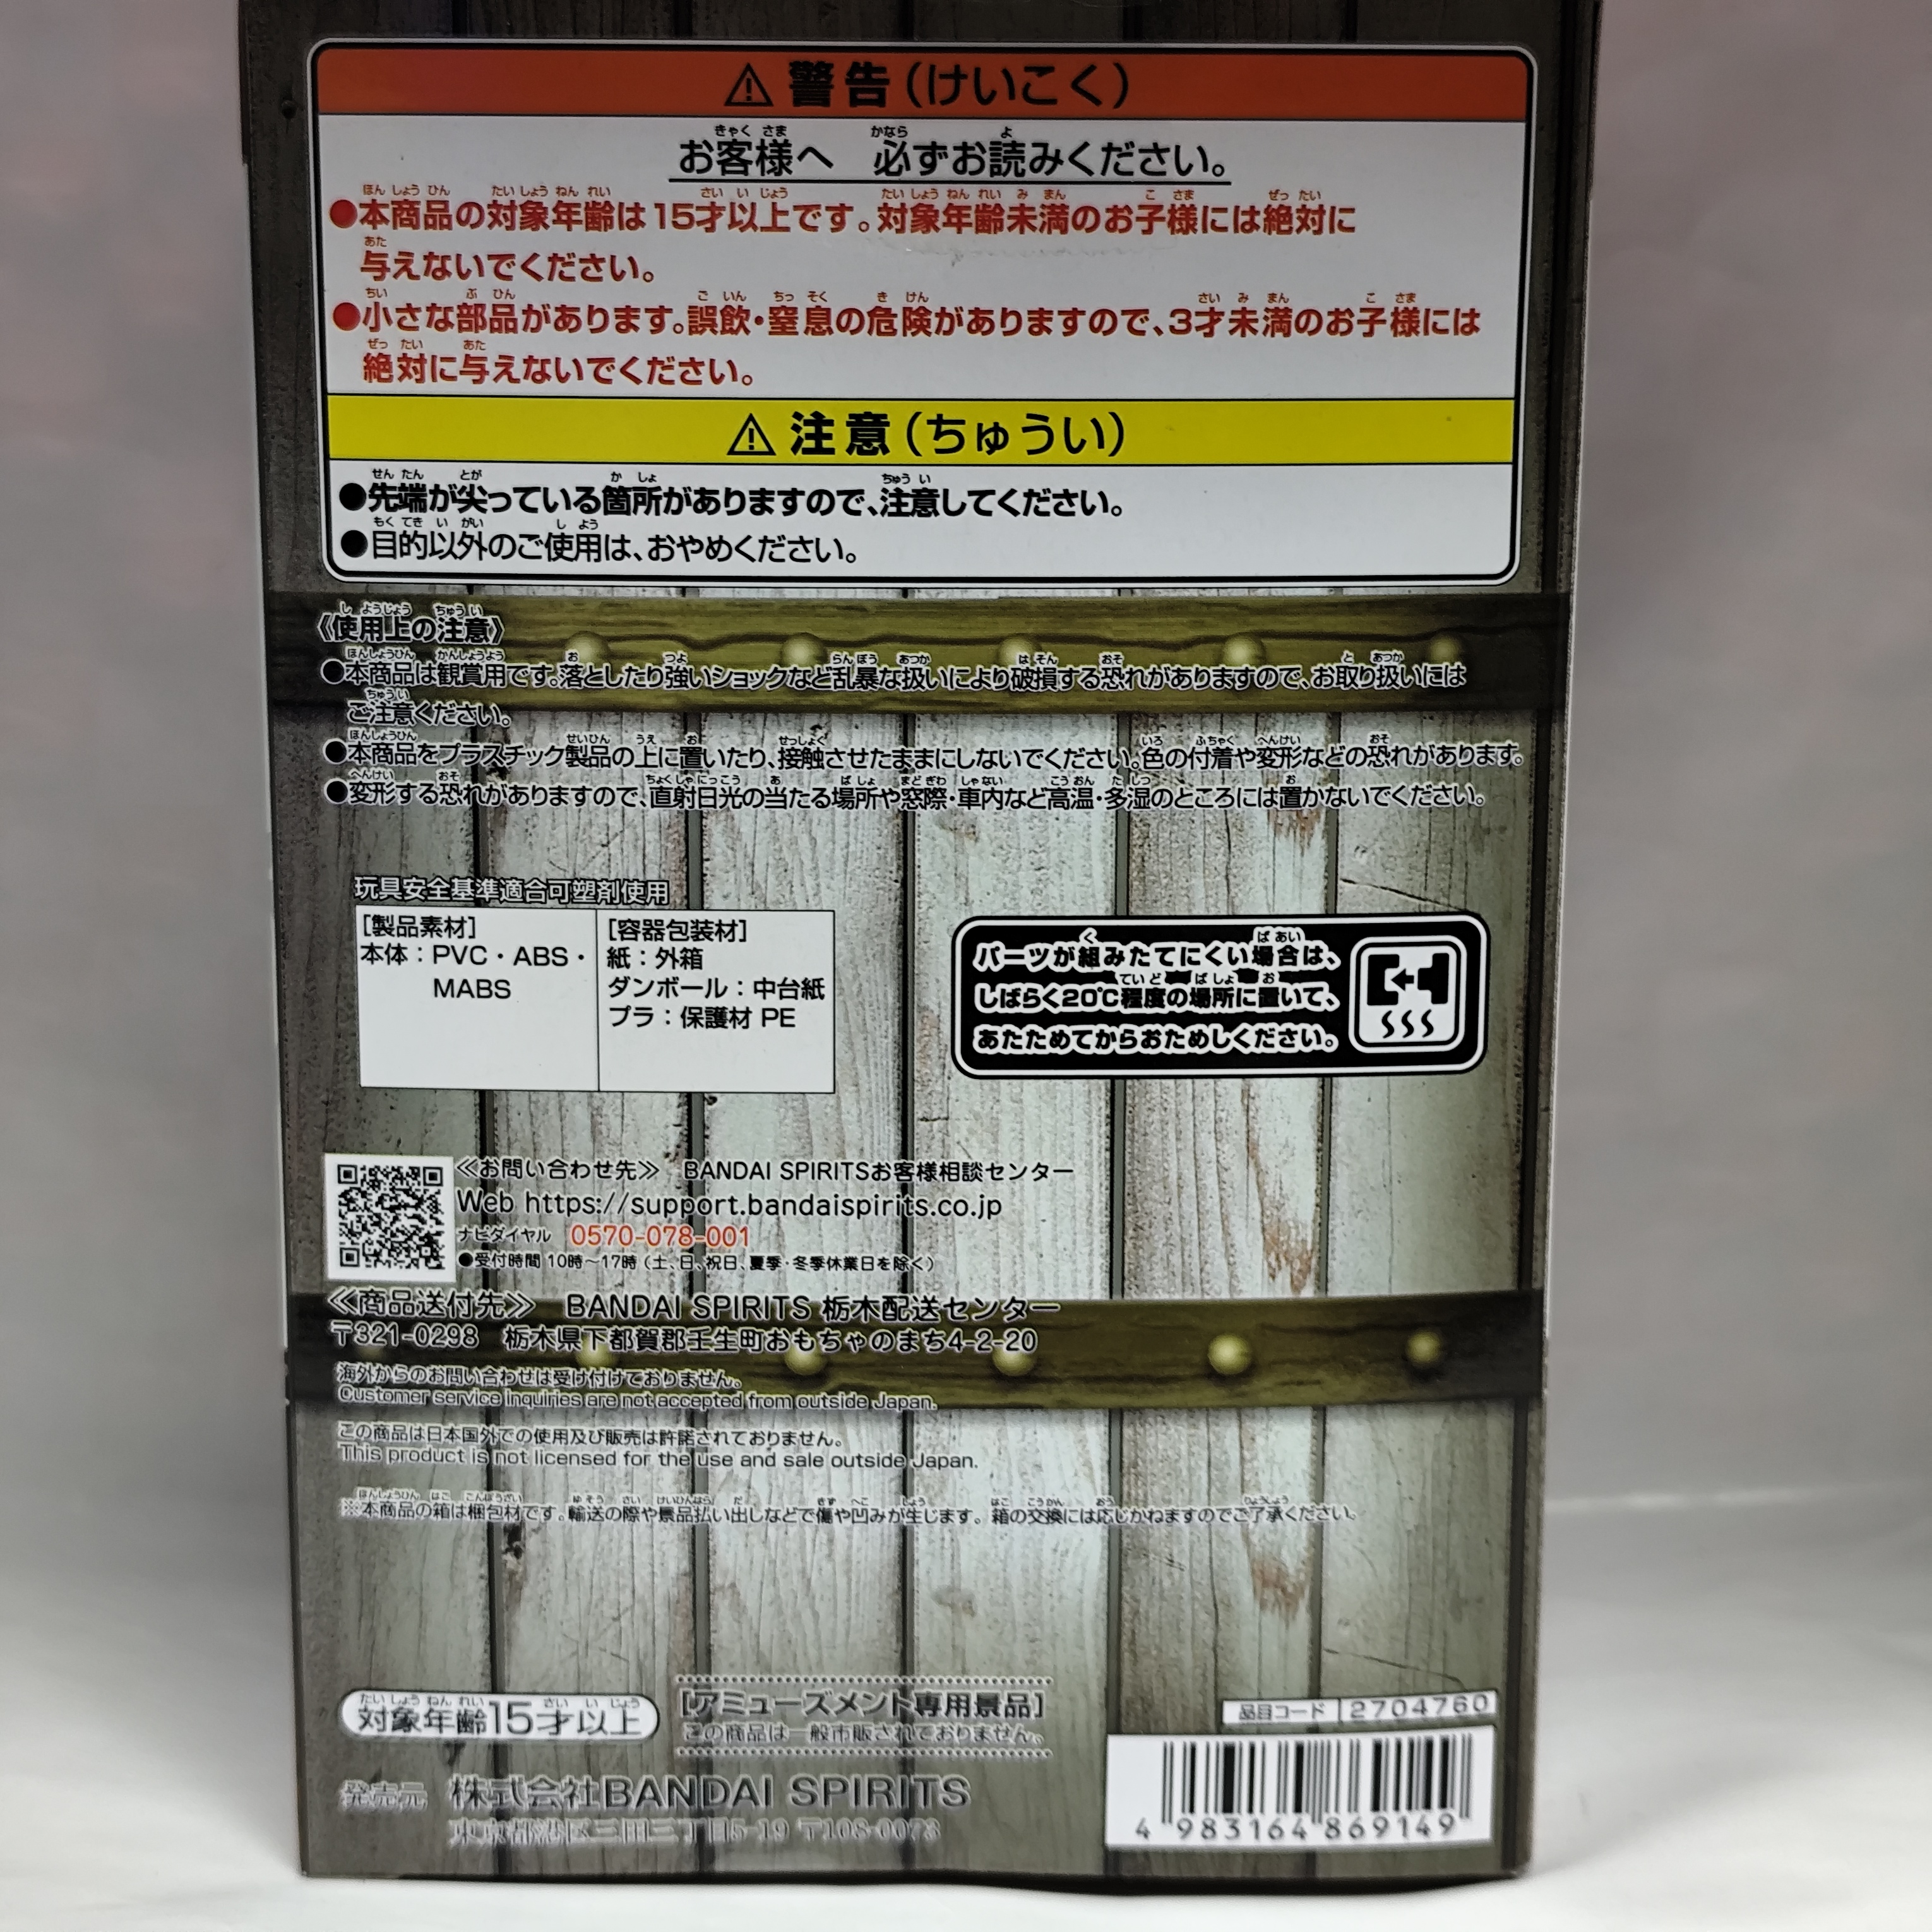 ⚠警告（けいこく）
お客様へ　必ずお読みください。
●本商品の対象年齢は15才以上です。対象年齢未満のお子様には絶対に
与えないでください。
●小さな部品があります。誤飲・窒息の危険がありますので、3才未満のお子様には
絶対に与えないでください。
⚠注意（ちゅうい）
●先端が尖っている箇所がありますので、注意してください。
●目的以外のご使用は、おやめください。
《使用上の注意》
●本商品は観賞用です。落としたり強いショックなど乱暴な扱いにより破損する恐れがありますので、お取り扱いには
ご注意ください。
●本商品をプラスチック製品の上に置いたり、接触させたままにしないでください。色の付着や変形などの恐れがあります。
●変形する恐れがありますので、直射日光の当たる場所や窓際・車内など高温・多湿のところには置かないでください。
玩具安全基準適合可塑剤使用
[製品素材]
本体：PVC・ABS・
MABS
[容器包装材]
紙：外箱
ダンボール：中台紙
プラ：保護材 PE
パーツが組みたてにくい場合は、
しばらく20℃程度の場所に置いて、
あたためてからおためしください。
≪お問い合わせ先≫　BANDAI SPIRITSお客様相談センター
Web https://support.bandaispirits.co.jp
ナビダイヤル 0570-078-001
●受付時間 10時～17時（土、日、祝日、夏季・冬季休業日を除く）
≪商品送付先≫　BANDAI SPIRITS 栃木配送センター
〒321-0298　栃木県下都賀郡壬生町おもちゃのまち4-2-20
海外からのお問い合わせは受け付けておりません。
Customer service inquiries are not accepted from outside Japan.
この商品は日本国外での使用及び販売は許諾されておりません。
This product is not licensed for the use and sale outside Japan.
※本商品の箱は梱包材です。輸送の際や景品払い出しなどで傷や凹みが生じます。箱の交換には応じかねますのでご了承ください。
対象年齢15才以上
[アミューズメント専用景品]
この商品は一般市販されておりません。
品目コード 2704760
発売元 株式会社BANDAI SPIRITS
東京都港区三田三丁目5-19 〒108-0073
4 983164 869149